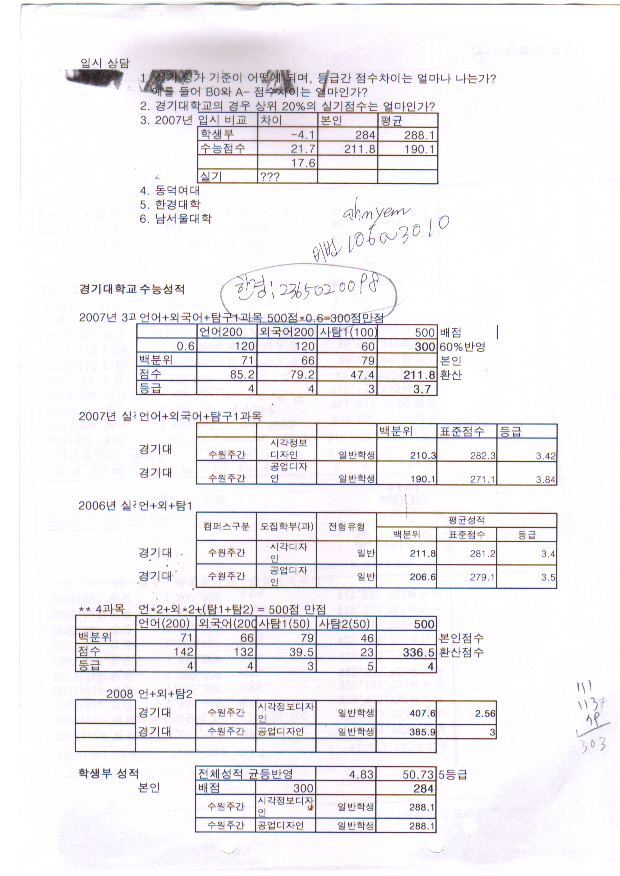 입시 상담
1. 실기 평가 기준이 어떻게 되며, 등급간 점수차이는 얼마나 나는가?
예를 들어 B0와 A- 점수차이는 얼마인가?
2. 경기대학교의 경우 상위 20%의 실기점수는 얼마인가?
3. 2007년 입시 비교 차이 본인 평균
학생부 -4.1 284 288.1
수능점수 21.7 211.8 190.1
17.6
실기 ???
4. 동덕여대
5. 한경대학
6. 남서울대학
ahnyem
비번 106a3010
한경: 2365020098
경기대학교 수능성적
2007년 3과 언어+외국어+탐구1과목 500점*0.6=300점만점
언어200 외국어200 사탐1(100) 500 배점
0.6 120 120 60 300 60%반영
백분위 71 66 79 본인
점수 85.2 79.2 47.4 211.8 환산
등급 4 4 3 3.7
2007년 실 언어+외국어+탐구1과목
백분위 표준점수 등급
경기대 수원주간 시각정보디자인 일반학생 210.3 282.3 3.42
경기대 수원주간 공업디자인 일반학생 190.1 271.1 3.84
2006년 실 언+외+탐1
캠퍼스구분 모집학부(과) 전형유형 평균성적
백분위 표준점수 등급
경기대 수원주간 시각디자인 일반 211.8 281.2 3.4
경기대 수원주간 공업디자인 일반 206.6 279.1 3.5
** 4과목 언*2+외*2+(탐1+탐2) = 500점 만점
언어(200) 외국어(200 사탐1(50) 사탐2(50) 500
백분위 71 66 79 46 본인점수
점수 142 132 39.5 23 336.5 환산점수
등급 4 4 3 5 4
2008 언+외+탐2
경기대 수원주간 시각정보디자인 일반학생 407.6 2.56
경기대 수원주간 공업디자인 일반학생 385.9 3
111
1134
303
학생부 성적 전체성적 균등반영 4.83 50.73 5등급
본인 배점 300 284
수원주간 시각정보디자인 일반학생 288.1
수원주간 공업디자인 일반학생 288.1